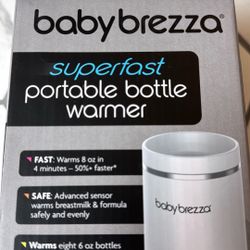 babybrezza®
superfast
portable bottle
warmer
FAST: Warms 8 oz in
4 minutes – 50%+ faster*
SAFE: Advanced sensor
warms breastmilk & formula
safely and evenly
Warms eight 6 oz bottles
babybrezza®